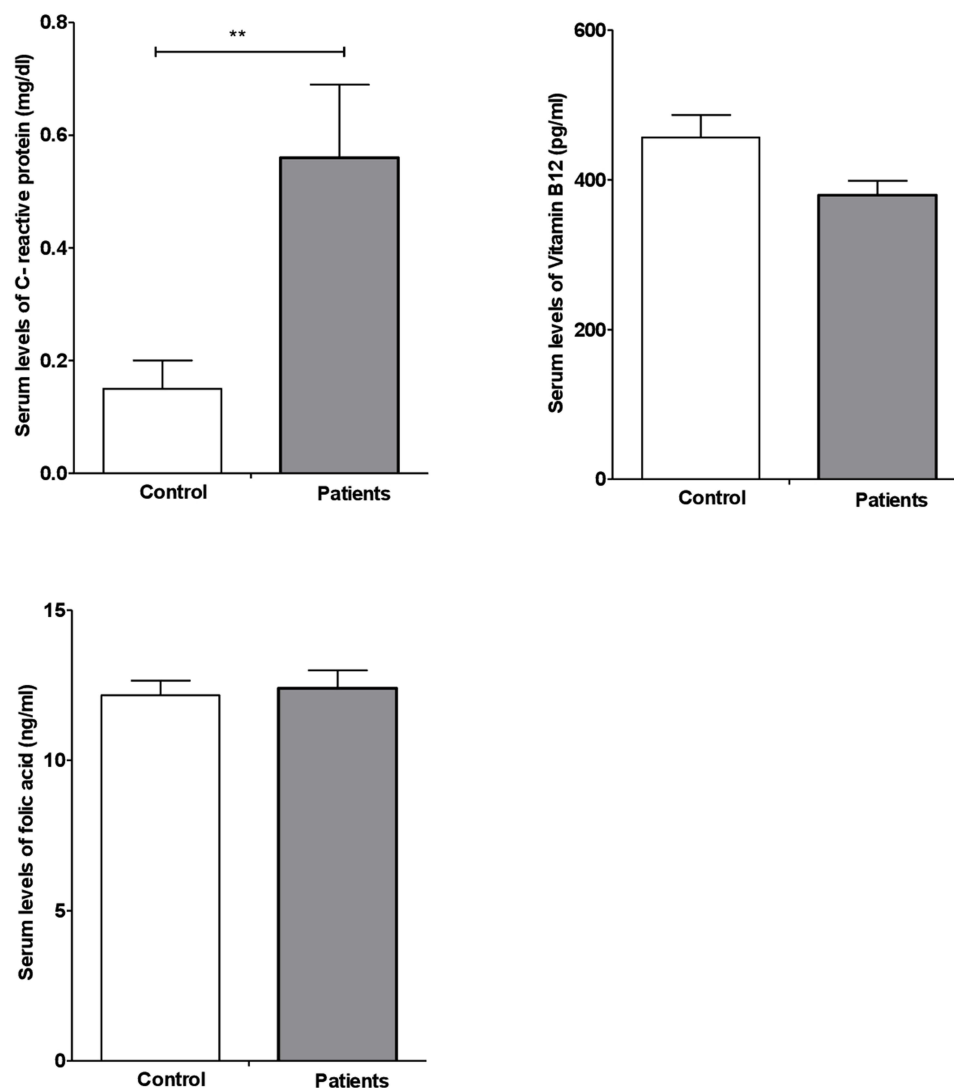 Serum levels of C- reactive protein (mg/dl)
0.8
0.6
0.4
0.2
0.0
**
Control
Patients
Serum levels of Vitamin B12 (pg/ml)
600
400
200
0
Control
Patients
Serum levels of folic acid (ng/ml)
15
10
5
0
Control
Patients